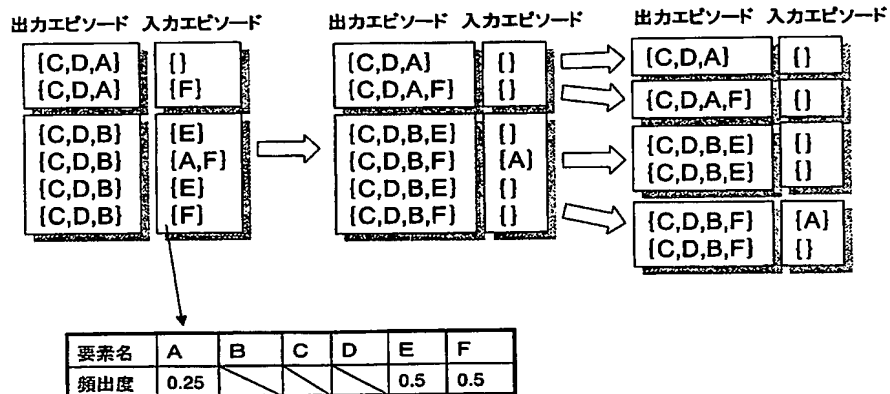 出力エピソード 入力エピソード
{C,D,A} {}
{C,D,A} {F}
{C,D,B} {E}
{C,D,B} {A,F}
{C,D,B} {E}
{C,D,B} {F}
出力エピソード 入力エピソード
{C,D,A} {}
{C,D,A,F} {}
{C,D,B,E} {}
{C,D,B,F} {A}
{C,D,B,E} {}
{C,D,B,F} {}
出力エピソード 入力エピソード
{C,D,A} {}
{C,D,A,F} {}
{C,D,B,E} {}
{C,D,B,E} {}
{C,D,B,F} {A}
{C,D,B,F} {}
要素名 A B C D E F
頻出度 0.25 0.5 0.5